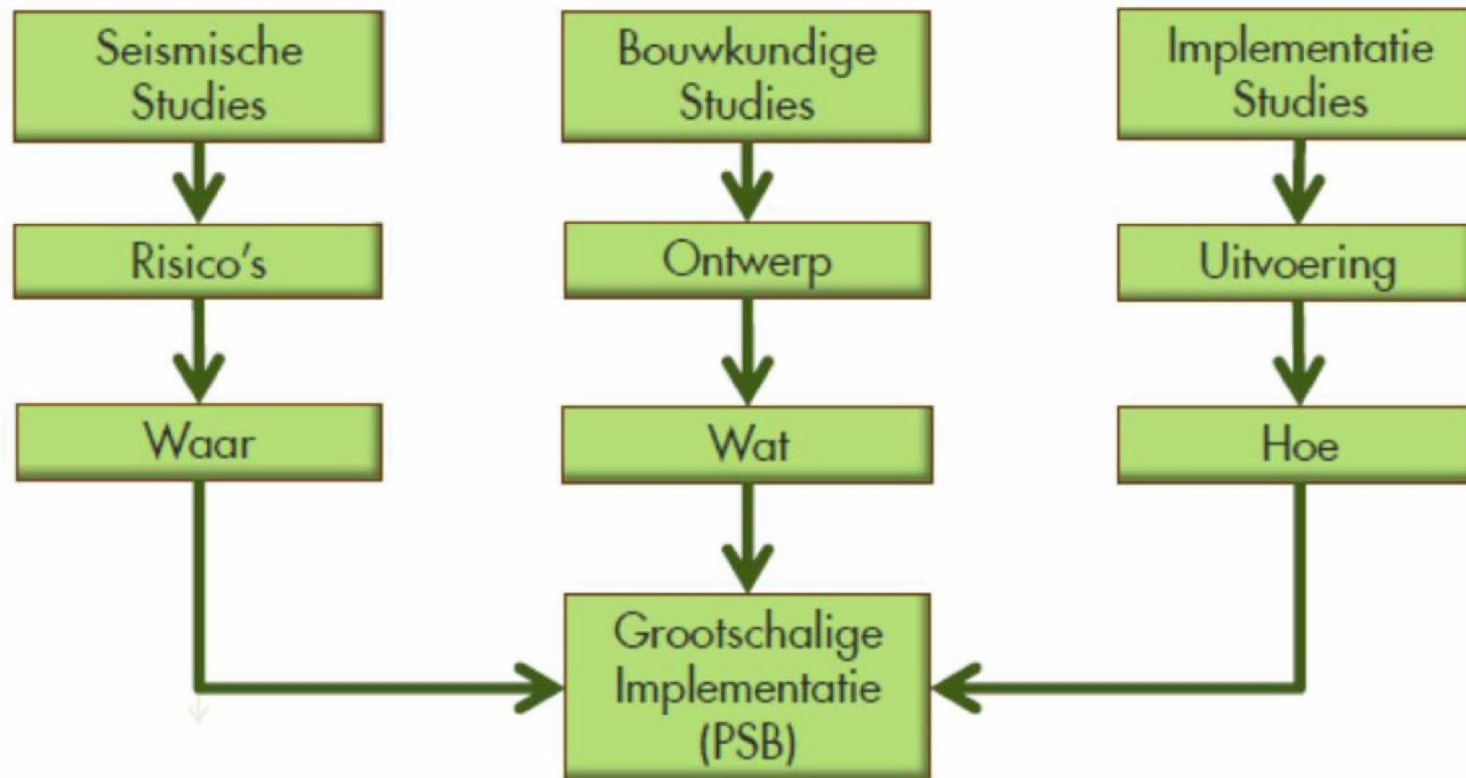 Seismische
Studies
Bouwkundige
Studies
Implementatie
Studies
Risico's
Ontwerp
Uitvoering
Waar
Wat
Hoe
Grootschalige
Implementatie
(PSB)